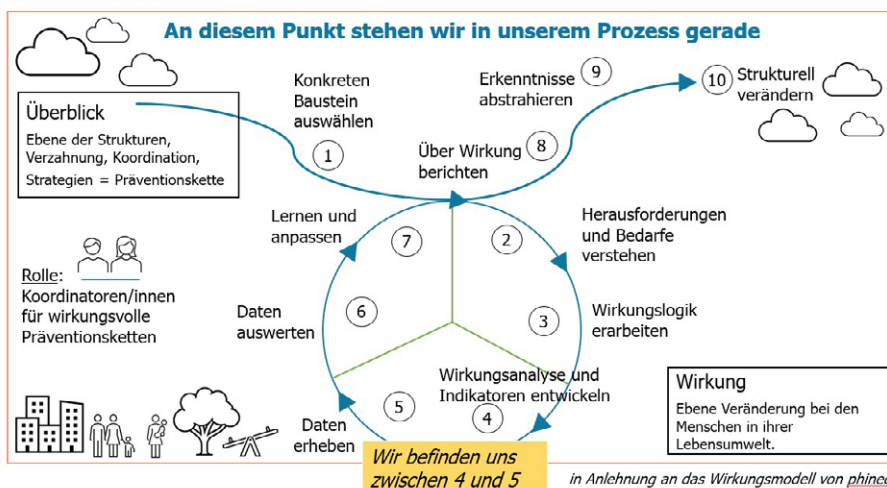 An diesem Punkt stehen wir in unserem Prozess gerade
Überblick
Ebene der Strukturen,
Verzahnung, Koordination,
Strategien = Präventionskette
Konkreten
Baustein
auswählen
1
Erkenntnisse
abstrahieren
9
10
Strukturell
verändern
Über Wirkung
berichten
8
Lernen und
anpassen
7
2
Herausforderungen
und Bedarfe
verstehen
Rolle:
Koordinatoren/innen
für wirkungsvolle
Präventionsketten
Daten
auswerten
6
3
Wirkungslogik
erarbeiten
Wirkungsanalyse und
Indikatoren entwickeln
4
5
Daten
erheben
Wirkung
Ebene Veränderung bei den
Menschen in ihrer
Lebensumwelt.
Wir befinden uns
zwischen 4 und 5
in Anlehnung an das Wirkungsmodell von